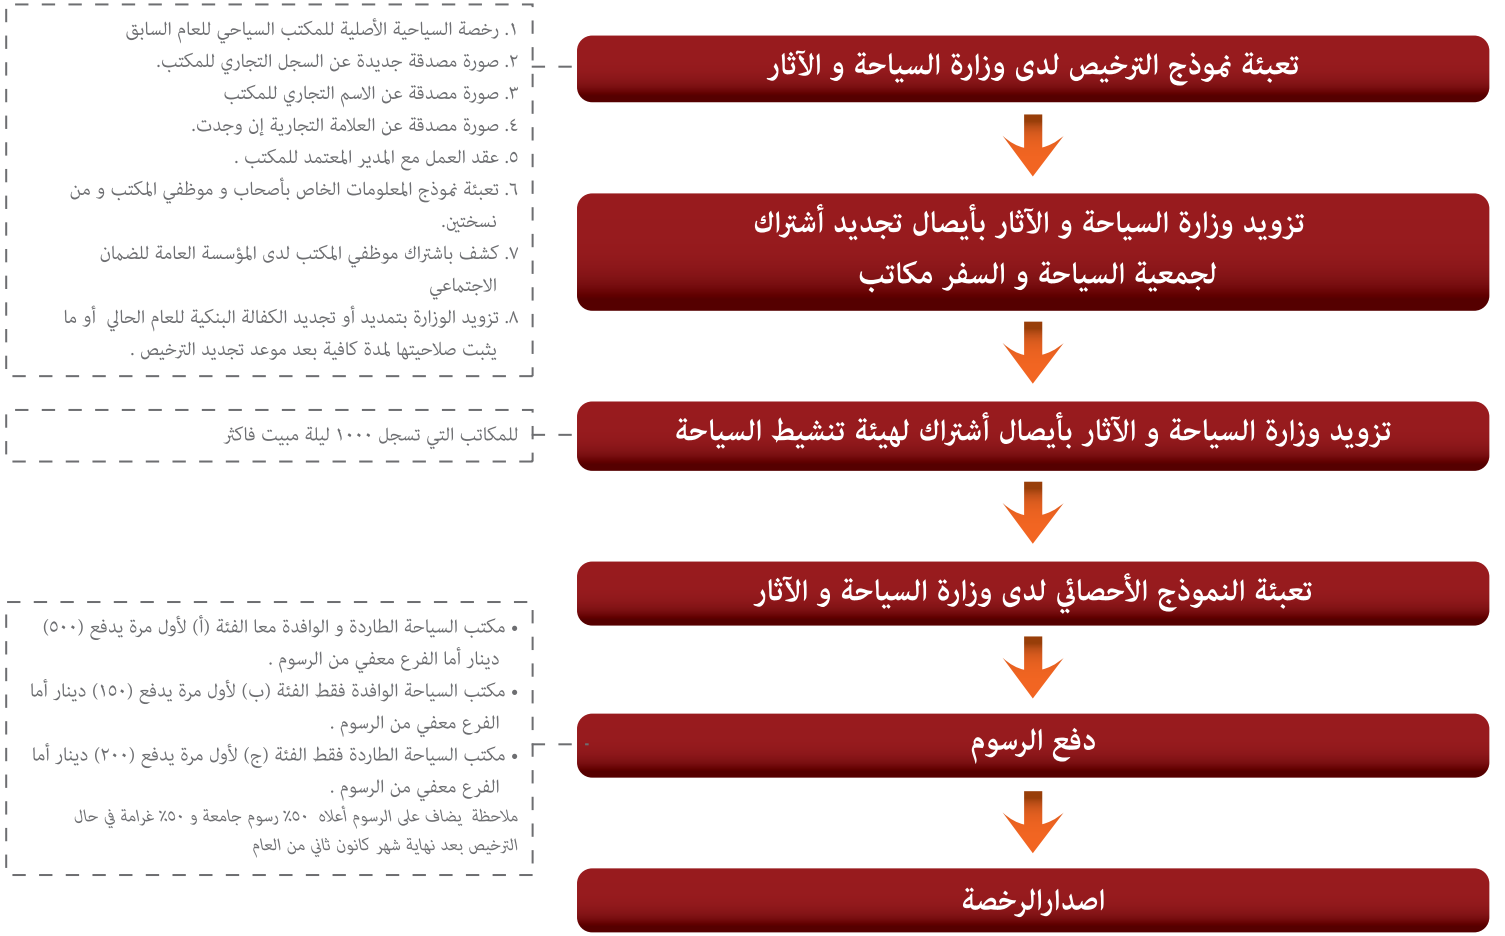 تعبئة نموذج الترخيص لدى وزارة السياحة و الآثار
١. رخصة السياحية الأصلية للمكتب السياحي للعام السابق
٢. صورة مصدقة جديدة عن السجل التجاري للمكتب.
٣. صورة مصدقة عن الاسم التجاري للمكتب
٤. صورة مصدقة عن العلامة التجارية إن وجدت.
٥. عقد العمل مع المدير المعتمد للمكتب .
٦. تعبئة نموذج المعلومات الخاص بأصحاب و موظفي المكتب و من
نسختين.
٧. كشف باشتراك موظفي المكتب لدى المؤسسة العامة للضمان
الاجتماعي
٨. تزويد الوزارة بتمديد أو تجديد الكفالة البنكية للعام الحالي أو ما
يثبت صلاحيتها لمدة كافية بعد موعد تجديد الترخيص .
تزويد وزارة السياحة و الآثار بأيصال تجديد أشتراك
لجمعية السياحة و السفر مكاتب
تزويد وزارة السياحة و الآثار بأيصال أشتراك لهيئة تنشيط السياحة
للمكاتب التي تسجل ١٠٠٠ ليلة مبيت فاكثر
تعبئة النموذج الأحصائي لدى وزارة السياحة و الآثار
دفع الرسوم
• مكتب السياحة الطاردة و الوافدة معا الفئة (أ) لأول مرة يدفع (٥٠٠)
دينار أما الفرع معفي من الرسوم .
• مكتب السياحة الوافدة فقط الفئة (ب) لأول مرة يدفع (١٥٠) دينار أما
الفرع معفي من الرسوم .
• مكتب السياحة الطاردة فقط الفئة (ج) لأول مرة يدفع (٢٠٠) دينار أما
الفرع معفي من الرسوم .
ملاحظة يضاف على الرسوم أعلاه ٥٠٪ رسوم جامعة و ٥٠٪ غرامة في حال
الترخيص بعد نهاية شهر كانون ثاني من العام
اصدارالرخصة